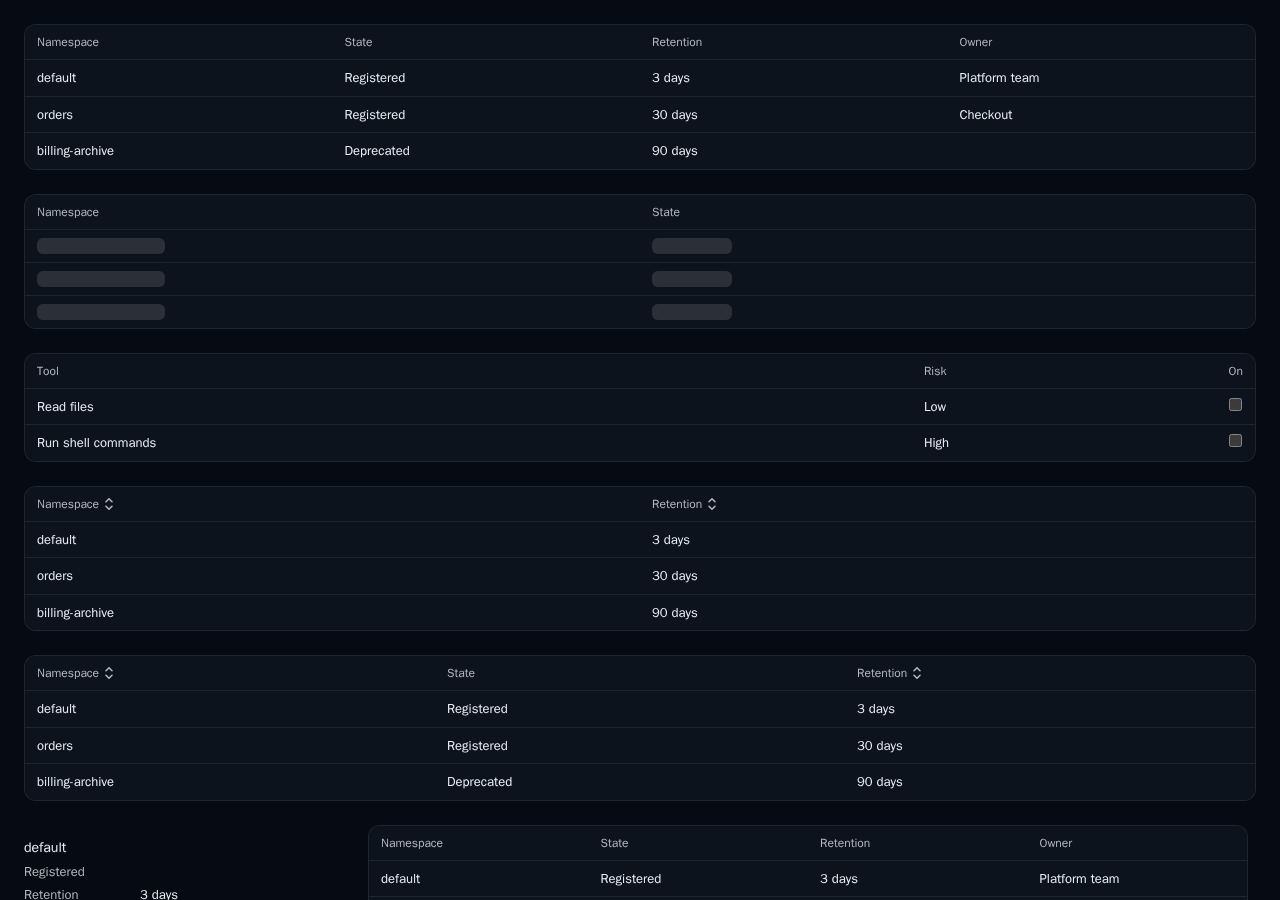 Namespace State Retention Owner
default Registered 3 days Platform team
orders Registered 30 days Checkout
billing-archive Deprecated 90 days
Namespace State
Tool Risk On
Read files Low
Run shell commands High
Namespace Retention
default 3 days
orders 30 days
billing-archive 90 days
Namespace State Retention
default Registered 3 days
orders Registered 30 days
billing-archive Deprecated 90 days
default
Registered
Retention 3 days
Namespace State Retention Owner
default Registered 3 days Platform team